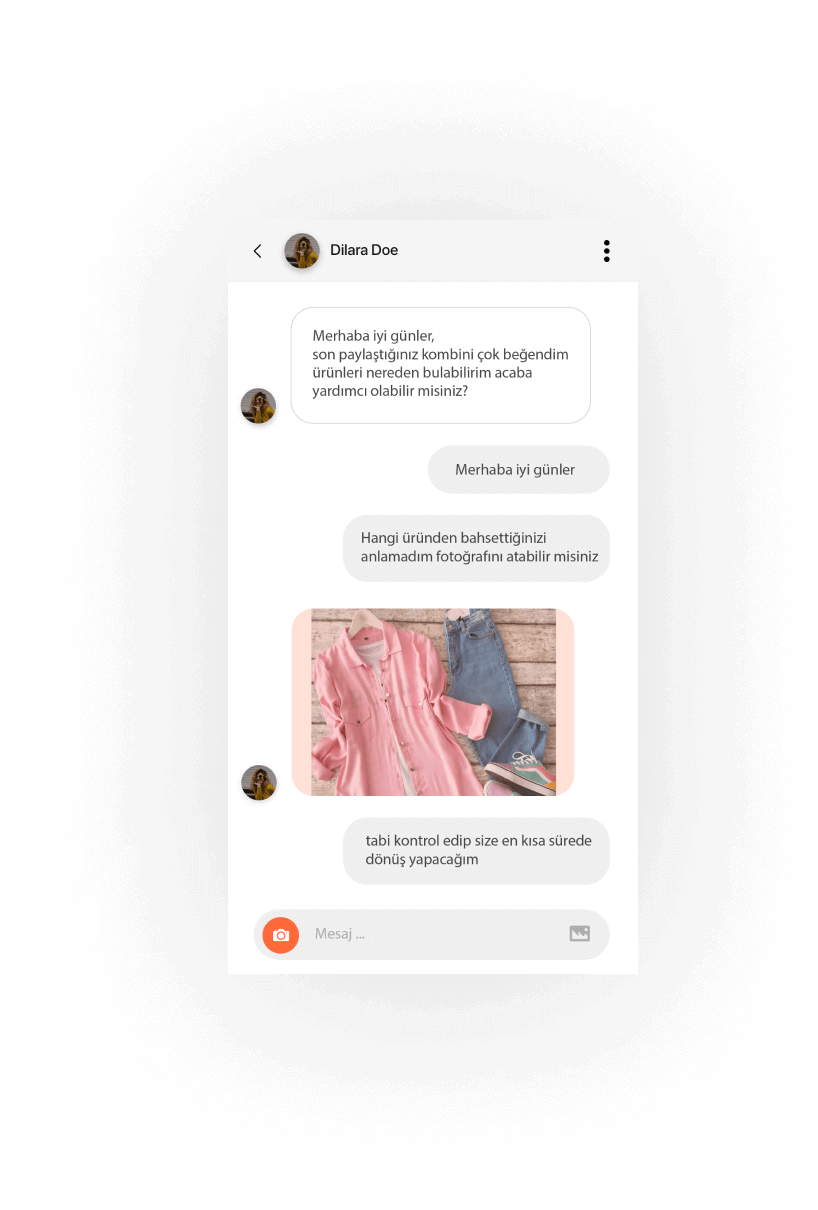 Dilara Doe
Merhaba iyi günler,
son paylaştığınız kombini çok beğendim
ürünleri nereden bulabilirim acaba
yardımcı olabilir misiniz?
Merhaba iyi günler
Hangi üründen bahsettiğinizi
anlamadım fotoğrafını atabilir misiniz
tabi kontrol edip size en kısa sürede
dönüş yapacağım
Mesaj ...